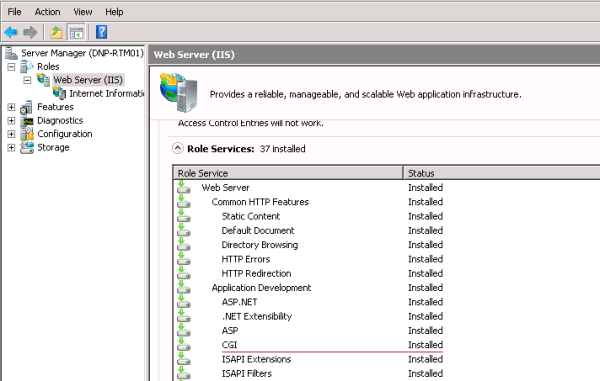 File Action View Help
Server Manager (DNP-RTM01)
Roles
Web Server (IIS)
Internet Informati
Features
Diagnostics
Configuration
Storage
Web Server (IIS)
Provides a reliable, manageable, and scalable Web application infrastructure.
Access Control Entries will not work.
Role Services: 37 installed
Role Service Status
Web Server Installed
Common HTTP Features Installed
Static Content Installed
Default Document Installed
Directory Browsing Installed
HTTP Errors Installed
HTTP Redirection Installed
Application Development Installed
ASP.NET Installed
.NET Extensibility Installed
ASP Installed
CGI Installed
ISAPI Extensions Installed
ISAPI Filters Installed